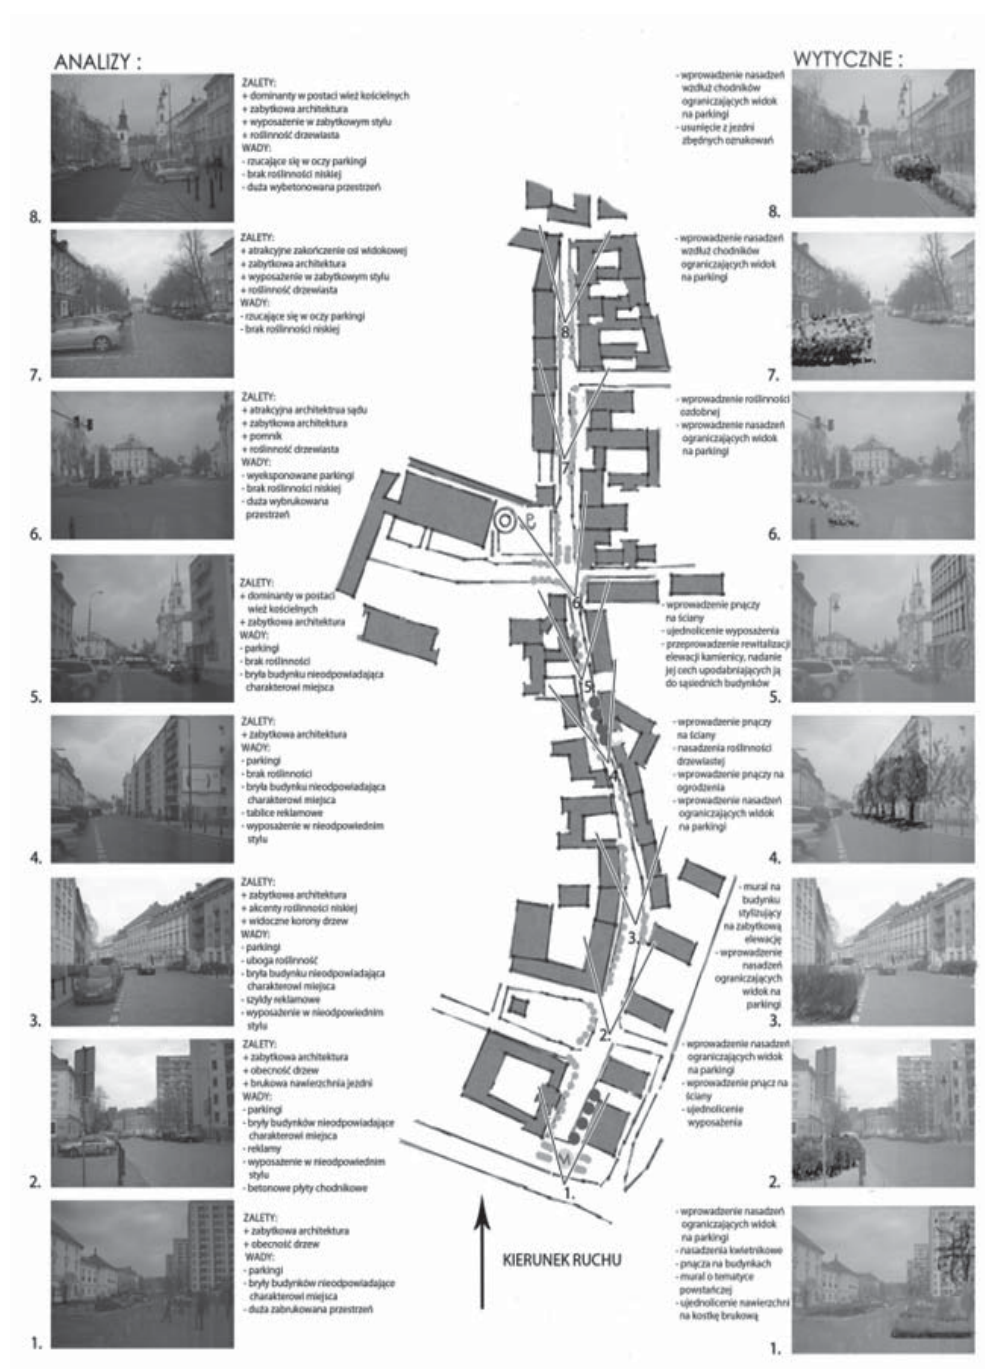 ANALIZY :
ZALETY:
+ dominanty w postaci wież kościelnych
+ zabytkowa architektura
+ wyposażenie w zabytkowym stylu
+ roślinność drzewiasta
WADY:
- rzucające się w oczy parkingi
- brak roślinności niskiej
- duża wybetonowana przestrzeń
8.
ZALETY:
+ atrakcyjne zakończenie osi widokowej
+ zabytkowa architektura
+ wyposażenie w zabytkowym stylu
+ roślinność drzewiasta
WADY:
- rzucające się w oczy parkingi
- brak roślinności niskiej
7.
ZALETY:
+ atrakcyjna architektrua sądu
+ zabytkowa architektura
+ pomnik
+ roślinność drzewiasta
WADY:
- wyeksponowane parkingi
- brak roślinności niskiej
- duża wybrukowana
przestrzeń
6.
ZALETY:
+ dominanty w postaci
wież kościelnych
+ zabytkowa architektura
WADY:
- parkingi
- brak roślinności
- bryła budynku nieodpowiadająca
charakterowi miejsca
5.
ZALETY:
+ zabytkowa architektura
WADY:
- parkingi
- brak roślinności
- bryła budynku nieodpowiadająca
charakterowi miejsca
- tablice reklamowe
- wyposażenie w nieodpowiednim
stylu
4.
ZALETY:
+ zabytkowa architektura
+ akcenty roślinności niskiej
+ widoczne korony drzew
WADY:
- parkingi
- uboga roślinność
- bryła budynku nieodpowiadająca
charakterowi miejsca
- szyldy reklamowe
- wyposażenie w nieodpowiednim
stylu
3.
ZALETY:
+ zabytkowa architektura
+ obecność drzew
+ brukowa nawierzchnia jezdni
WADY:
- parkingi
- bryły budynków nieodpowiadające
charakterowi miejsca
- reklamy
- wyposażenie w nieodpowiednim
stylu
- betonowe płyty chodnikowe
2.
ZALETY:
+ zabytkowa architektura
+ obecność drzew
WADY:
- parkingi
- bryły budynków nieodpowiadające
charakterowi miejsca
- duża zabrukowana przestrzeń
1.
8.
7.
P
6.
5.
4.
3.
2.
M
1.
KIERUNEK RUCHU
WYTYCZNE :
- wprowadzenie nasadzeń
wzdłuż chodników
ograniczających widok
na parkingi
- usunięcie z jezdni
zbędnych oznakowań
8.
- wprowadzenie nasadzeń
wzdłuż chodników
ograniczających widok
na parkingi
7.
- wprowadzenie roślinności
ozdobnej
- wprowadzenie nasadzeń
ograniczających widok
na parkingi
6.
- wprowadzenie pnączy
na ściany
- ujednolicenie wyposażenia
- przeprowadzenie rewitalizacji
elewacji kamienicy, nadanie
jej cech upodabniających ją
do sąsiednich budynków
5.
- wprowadzenie pnączy
na ściany
- nasadzenia roślinności
drzewiastej
- wprowadzenie pnączy na
ogrodzenia
- wprowadzenie nasadzeń
ograniczających widok
na parkingi
4.
- mural na
budynku
stylizujący
na zabytkową
elewację
- wprowadzenie
nasadzeń
ograniczających
widok na
parkingi
3.
- wprowadzenie nasadzeń
ograniczających widok
na parkingi
- wprowadzenie pnącz na
ściany
- ujednolicenie
wyposażenia
2.
- wprowadzenie nasadzeń
ograniczających widok
na parkingi
- nasadzenia kwietnikowe
- pnącza na budynkach
- mural o tematyce
powstańczej
- ujednolicenie nawierzchni
na kostkę brukową
1.